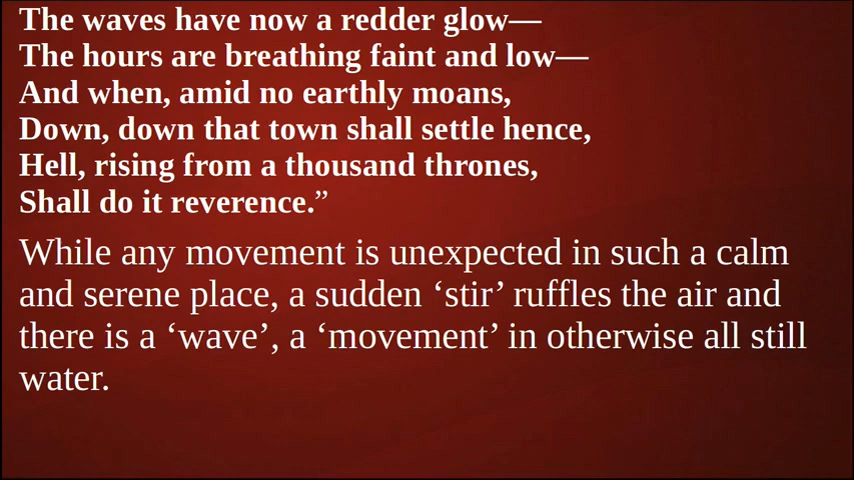 The waves have now a redder glow—
The hours are breathing faint and low—
And when, amid no earthly moans,
Down, down that town shall settle hence,
Hell, rising from a thousand thrones,
Shall do it reverence.”
While any movement is unexpected in such a calm
and serene place, a sudden ‘stir’ ruffles the air and
there is a ‘wave’, a ‘movement’ in otherwise all still
water.